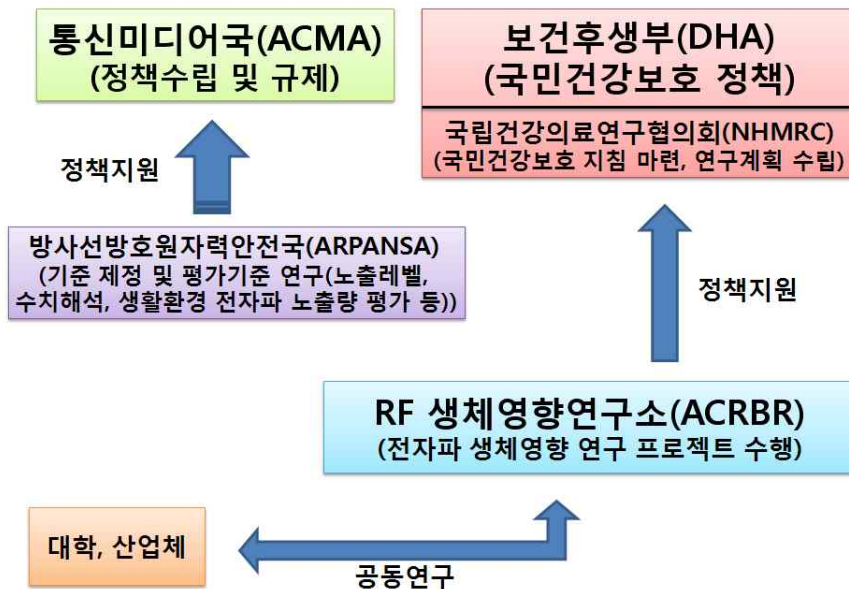 통신미디어국(ACMA)
(정책수립 및 규제)
보건후생부(DHA)
(국민건강보호 정책)
국립건강의료연구협의회(NHMRC)
(국민건강보호 지침 마련, 연구계획 수립)
정책지원
방사선방호원자력안전국(ARPANSA)
(기준 제정 및 평가기준 연구(노출레벨,
수치해석, 생활환경 전자파 노출량 평가 등))
정책지원
RF 생체영향연구소(ACRBR)
(전자파 생체영향 연구 프로젝트 수행)
대학, 산업체
공동연구